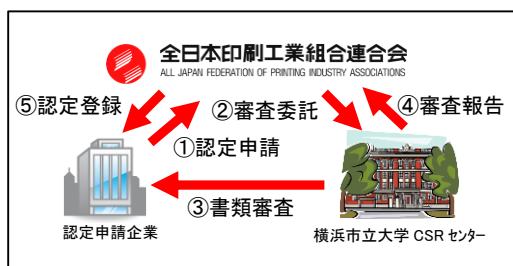 全日本印刷工業組合連合会
ALL JAPAN FEDERATION OF PRINTING INDUSTRY ASSOCIATIONS
⑤認定登録
②審査委託
④審査報告
①認定申請
③書類審査
認定申請企業
横浜市立大学 CSR センター